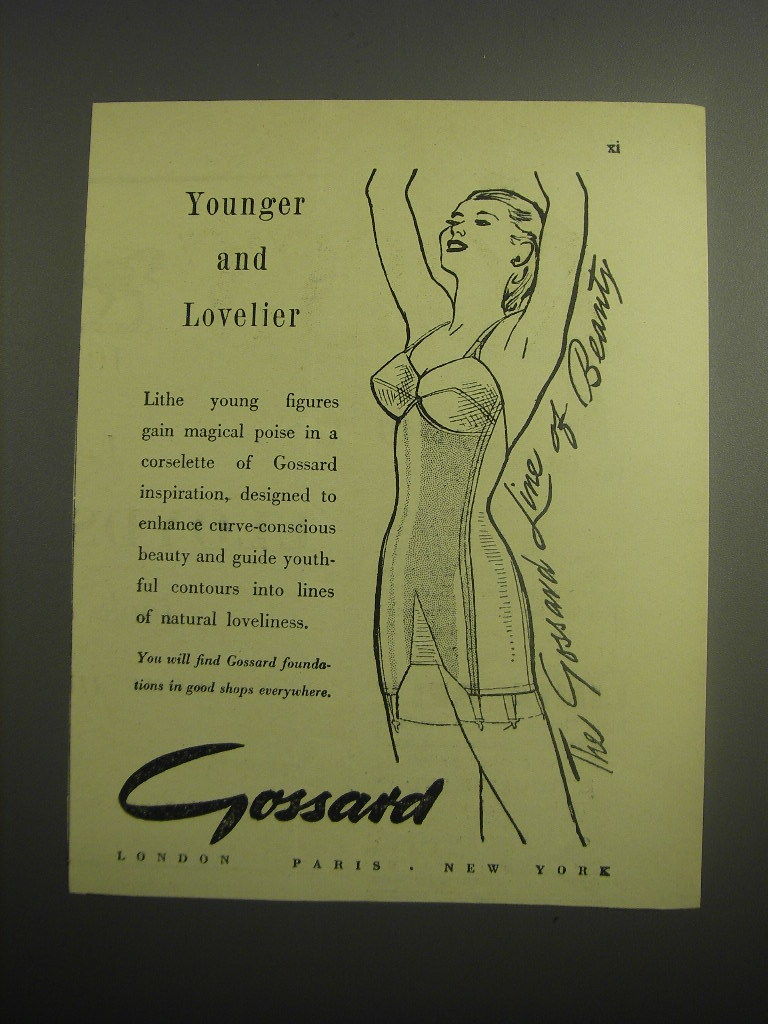 xi
Younger
and
Lovelier
Lithe young figures
gain magical poise in a
corselette of Gossard
inspiration, designed to
enhance curve-conscious
beauty and guide youth-
ful contours into lines
of natural loveliness.
You will find Gossard founda-
tions in good shops everywhere.
The Gossard Line of Beauty
Gossard
LONDON PARIS . NEW YORK